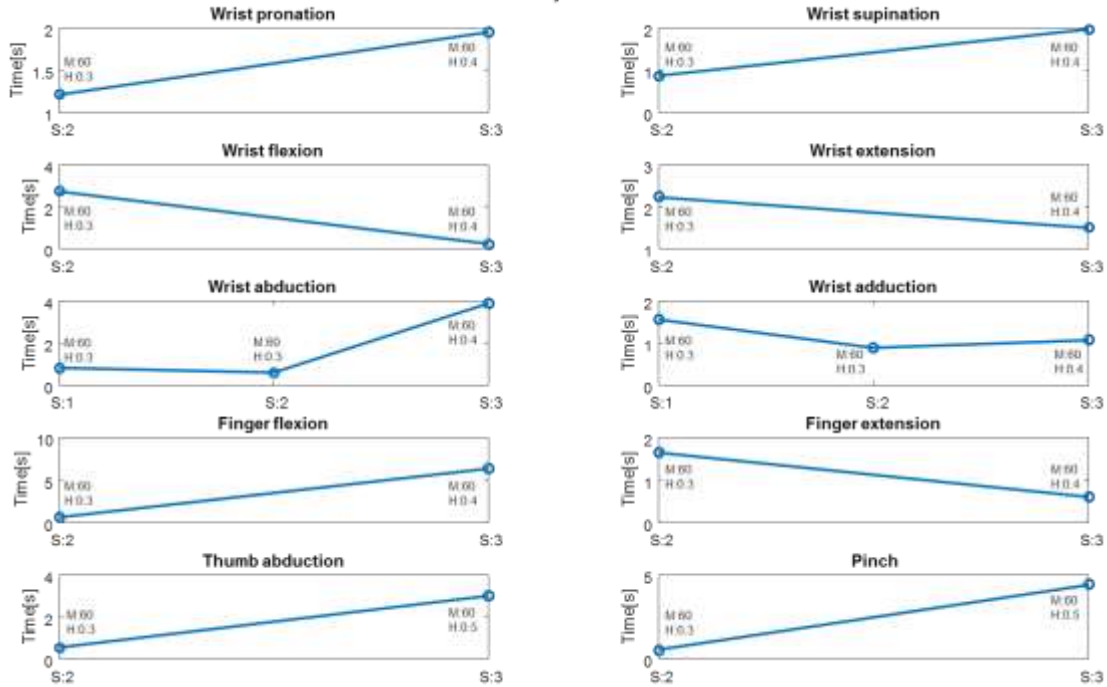 Wrist pronation
Time[s]
2
1.5
1
M:60
H:0.3
M:60
H:0.4
S:2
S:3
Wrist supination
Time[s]
2
1
0
M:60
H:0.3
M:60
H:0.4
S:2
S:3
Wrist flexion
Time[s]
4
2
0
M:60
H:0.3
M:60
H:0.4
S:2
S:3
Wrist extension
Time[s]
3
2
1
M:60
H:0.3
M:60
H:0.4
S:2
S:3
Wrist abduction
Time[s]
4
2
0
M:60
H:0.3
M:60
H:0.3
M:60
H:0.4
S:1
S:2
S:3
Wrist adduction
Time[s]
2
1
0
M:60
H:0.3
M:60
H:0.3
M:60
H:0.4
S:1
S:2
S:3
Finger flexion
Time[s]
10
5
0
M:60
H:0.3
M:60
H:0.4
S:2
S:3
Finger extension
Time[s]
2
1
0
M:60
H:0.3
M:60
H:0.4
S:2
S:3
Thumb abduction
Time[s]
4
2
0
M:60
H:0.3
M:60
H:0.5
S:2
S:3
Pinch
Time[s]
5
0
M:60
H:0.3
M:60
H:0.5
S:2
S:3